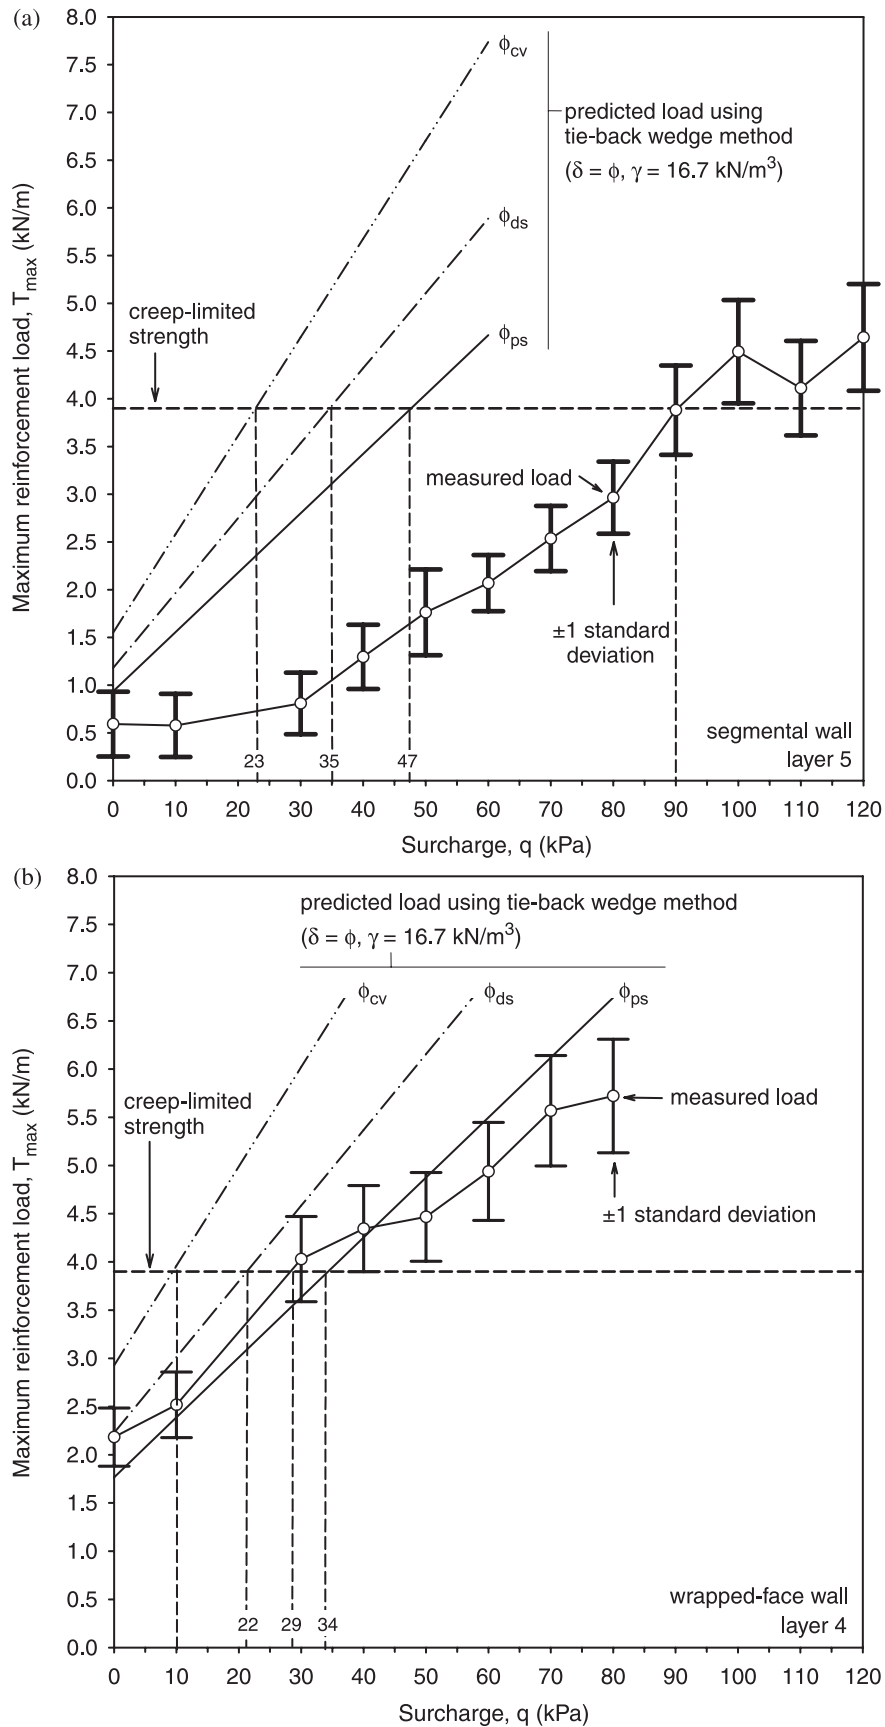 (a)
8.0
7.5
7.0
6.5
6.0
5.5
5.0
4.5
4.0
3.5
3.0
2.5
2.0
1.5
1.0
0.5
0.0
Maximum reinforcement load, Tmax (kN/m)
ϕcv
predicted load using
tie-back wedge method
(δ = ϕ, γ = 16.7 kN/m³)
ϕds
creep-limited
strength
ϕps
measured load
±1 standard
deviation
segmental wall
layer 5
23
35
47
0 10 20 30 40 50 60 70 80 90 100 110 120
Surcharge, q (kPa)
(b)
8.0
7.5
7.0
6.5
6.0
5.5
5.0
4.5
4.0
3.5
3.0
2.5
2.0
1.5
1.0
0.5
0.0
Maximum reinforcement load, Tmax (kN/m)
predicted load using tie-back wedge method
(δ = ϕ, γ = 16.7 kN/m³)
ϕcv
ϕds
ϕps
creep-limited
strength
measured load
±1 standard deviation
wrapped-face wall
layer 4
22
29
34
0 10 20 30 40 50 60 70 80 90 100 110 120
Surcharge, q (kPa)